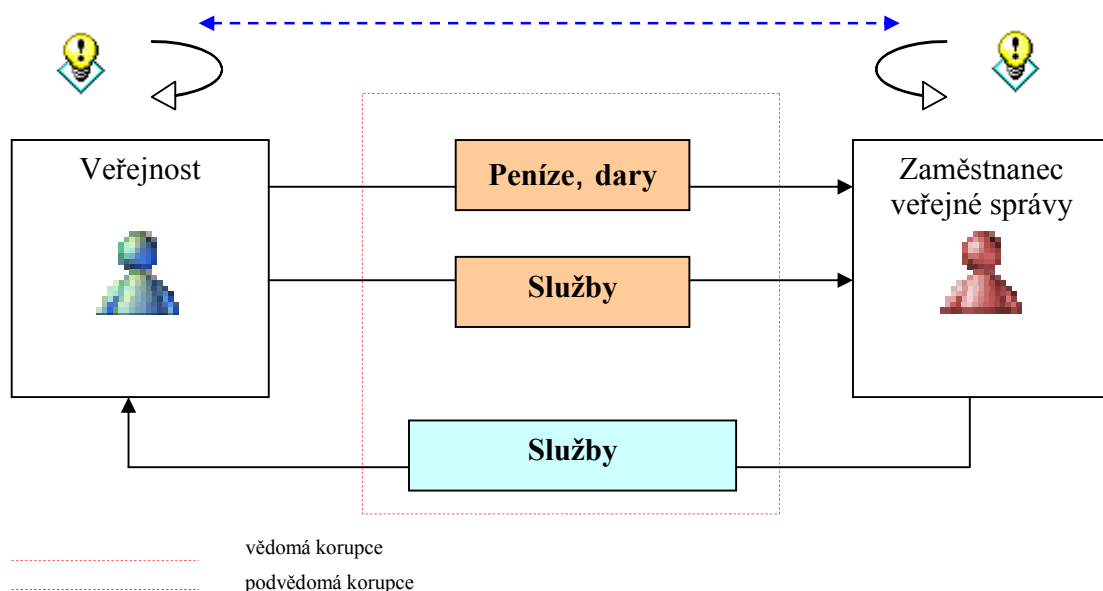 Veřejnost
Peníze, dary
Zaměstnanec
veřejné správy
Služby
Služby
vědomá korupce
podvědomá korupce